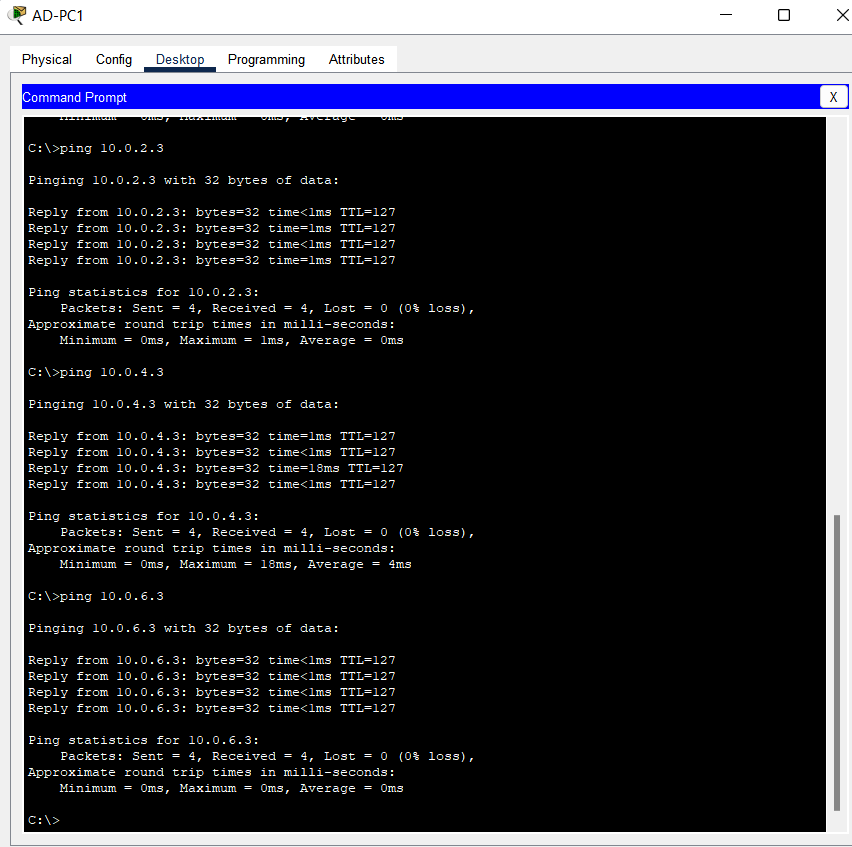 AD-PC1
Physical Config Desktop Programming Attributes
Command Prompt X
Minimum = 0ms, Maximum = 0ms, Average = 0ms
C:\>ping 10.0.2.3
Pinging 10.0.2.3 with 32 bytes of data:
Reply from 10.0.2.3: bytes=32 time<1ms TTL=127
Reply from 10.0.2.3: bytes=32 time=1ms TTL=127
Reply from 10.0.2.3: bytes=32 time<1ms TTL=127
Reply from 10.0.2.3: bytes=32 time=1ms TTL=127
Ping statistics for 10.0.2.3:
Packets: Sent = 4, Received = 4, Lost = 0 (0% loss),
Approximate round trip times in milli-seconds:
Minimum = 0ms, Maximum = 1ms, Average = 0ms
C:\>ping 10.0.4.3
Pinging 10.0.4.3 with 32 bytes of data:
Reply from 10.0.4.3: bytes=32 time=1ms TTL=127
Reply from 10.0.4.3: bytes=32 time<1ms TTL=127
Reply from 10.0.4.3: bytes=32 time=18ms TTL=127
Reply from 10.0.4.3: bytes=32 time<1ms TTL=127
Ping statistics for 10.0.4.3:
Packets: Sent = 4, Received = 4, Lost = 0 (0% loss),
Approximate round trip times in milli-seconds:
Minimum = 0ms, Maximum = 18ms, Average = 4ms
C:\>ping 10.0.6.3
Pinging 10.0.6.3 with 32 bytes of data:
Reply from 10.0.6.3: bytes=32 time<1ms TTL=127
Reply from 10.0.6.3: bytes=32 time<1ms TTL=127
Reply from 10.0.6.3: bytes=32 time<1ms TTL=127
Reply from 10.0.6.3: bytes=32 time<1ms TTL=127
Ping statistics for 10.0.6.3:
Packets: Sent = 4, Received = 4, Lost = 0 (0% loss),
Approximate round trip times in milli-seconds:
Minimum = 0ms, Maximum = 0ms, Average = 0ms
C:\>